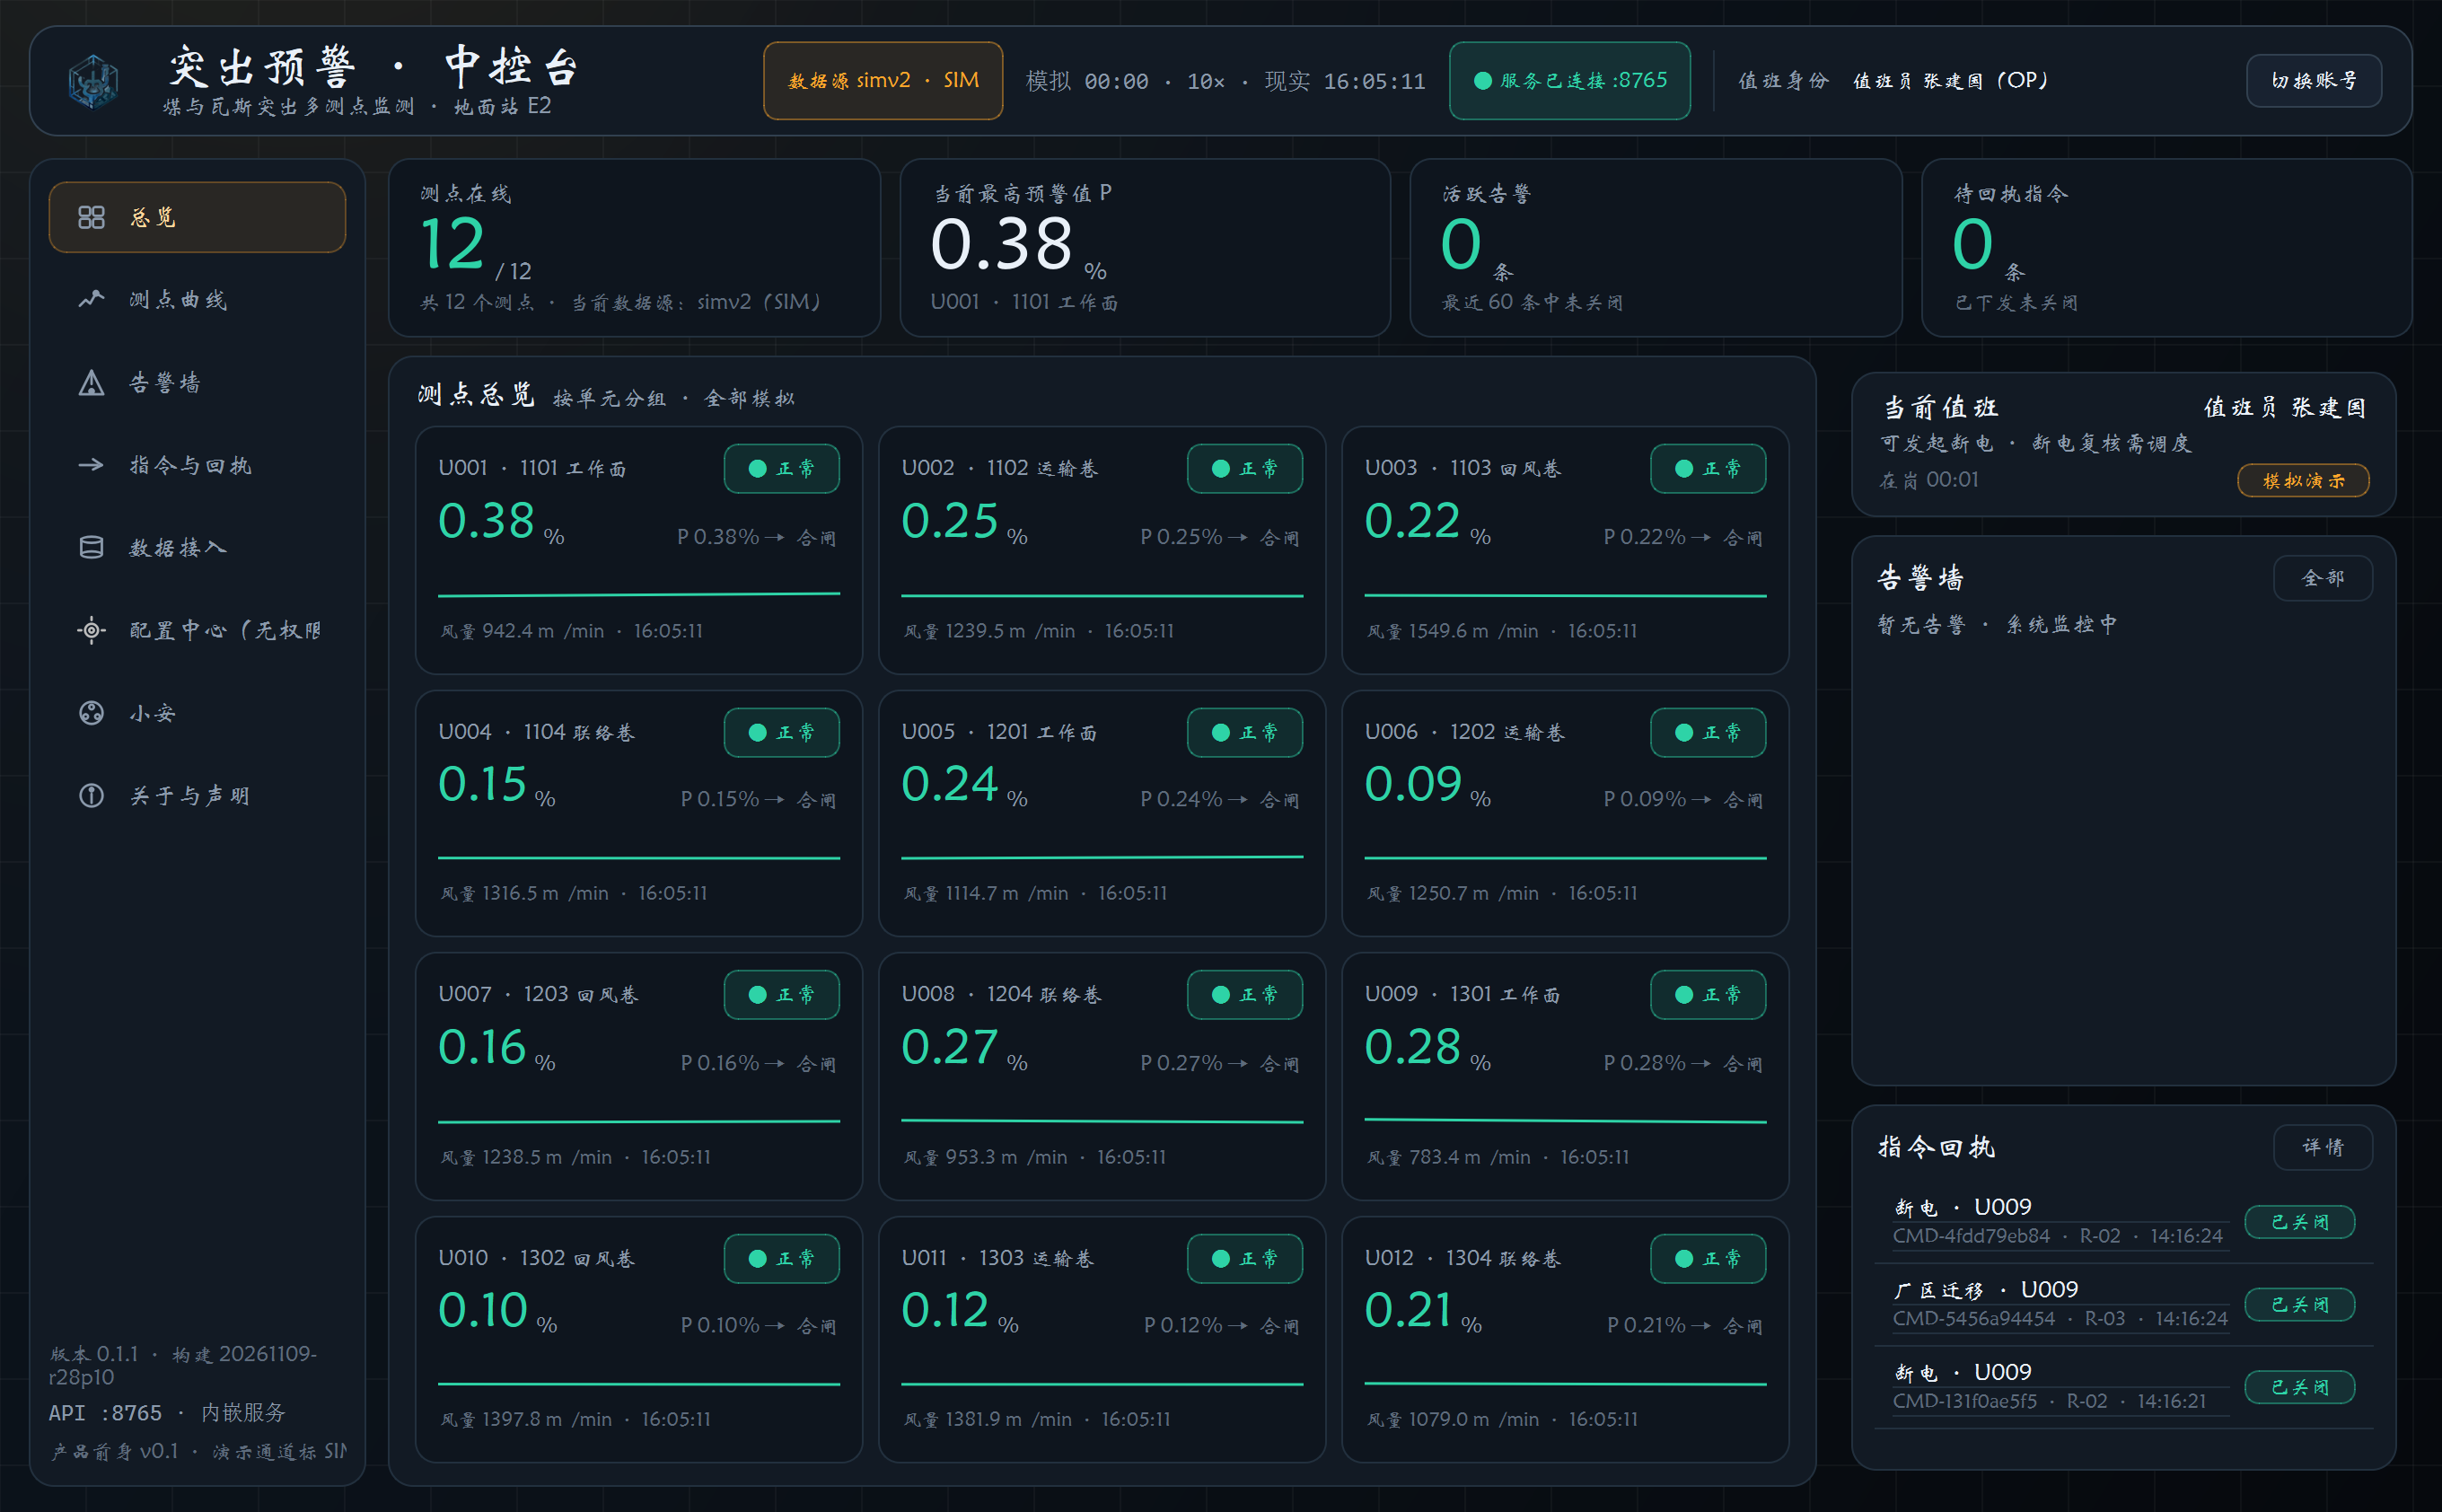 突出预警 · 中控台
煤与瓦斯突出多测点监测 · 地面站 E2
数据源 simv2 · SIM
模拟 00:00 · 10× · 现实 16:05:11
服务已连接 :8765
值班身份 值班员 张建国 (OP)
切换账号
总览
测点曲线
告警墙
指令与回执
数据接入
配置中心 (无权限
小安
关于与声明
版本 0.1.1 · 构建 20261109-
r28p10
API :8765 · 内嵌服务
产品前身 v0.1 · 演示通道标 SIM
测点在线
12 / 12
共 12 个测点 · 当前数据源: simv2 (SIM)
当前最高预警值 P
0.38 %
U001 · 1101 工作面
活跃告警
0 条
最近 60 条中未关闭
待回执指令
0 条
已下发未关闭
测点总览 按单元分组 · 全部模拟
U001 · 1101 工作面 正常
0.38 % P 0.38% → 合闸
风量 942.4 m /min · 16:05:11
U002 · 1102 运输巷 正常
0.25 % P 0.25% → 合闸
风量 1239.5 m /min · 16:05:11
U003 · 1103 回风巷 正常
0.22 % P 0.22% → 合闸
风量 1549.6 m /min · 16:05:11
U004 · 1104 联络巷 正常
0.15 % P 0.15% → 合闸
风量 1316.5 m /min · 16:05:11
U005 · 1201 工作面 正常
0.24 % P 0.24% → 合闸
风量 1114.7 m /min · 16:05:11
U006 · 1202 运输巷 正常
0.09 % P 0.09% → 合闸
风量 1250.7 m /min · 16:05:11
U007 · 1203 回风巷 正常
0.16 % P 0.16% → 合闸
风量 1238.5 m /min · 16:05:11
U008 · 1204 联络巷 正常
0.27 % P 0.27% → 合闸
风量 953.3 m /min · 16:05:11
U009 · 1301 工作面 正常
0.28 % P 0.28% → 合闸
风量 783.4 m /min · 16:05:11
U010 · 1302 回风巷 正常
0.10 % P 0.10% → 合闸
风量 1397.8 m /min · 16:05:11
U011 · 1303 运输巷 正常
0.12 % P 0.12% → 合闸
风量 1381.9 m /min · 16:05:11
U012 · 1304 联络巷 正常
0.21 % P 0.21% → 合闸
风量 1079.0 m /min · 16:05:11
当前值班 值班员 张建国
可发起断电 · 断电复核需调度
在岗 00:01 模拟演示
告警墙 全部
暂无告警 · 系统监控中
指令回执 详情
断电 · U009 已关闭
CMD-4fdd79eb84 · R-02 · 14:16:24
厂区迁移 · U009 已关闭
CMD-5456a94454 · R-03 · 14:16:24
断电 · U009 已关闭
CMD-131f0ae5f5 · R-02 · 14:16:21